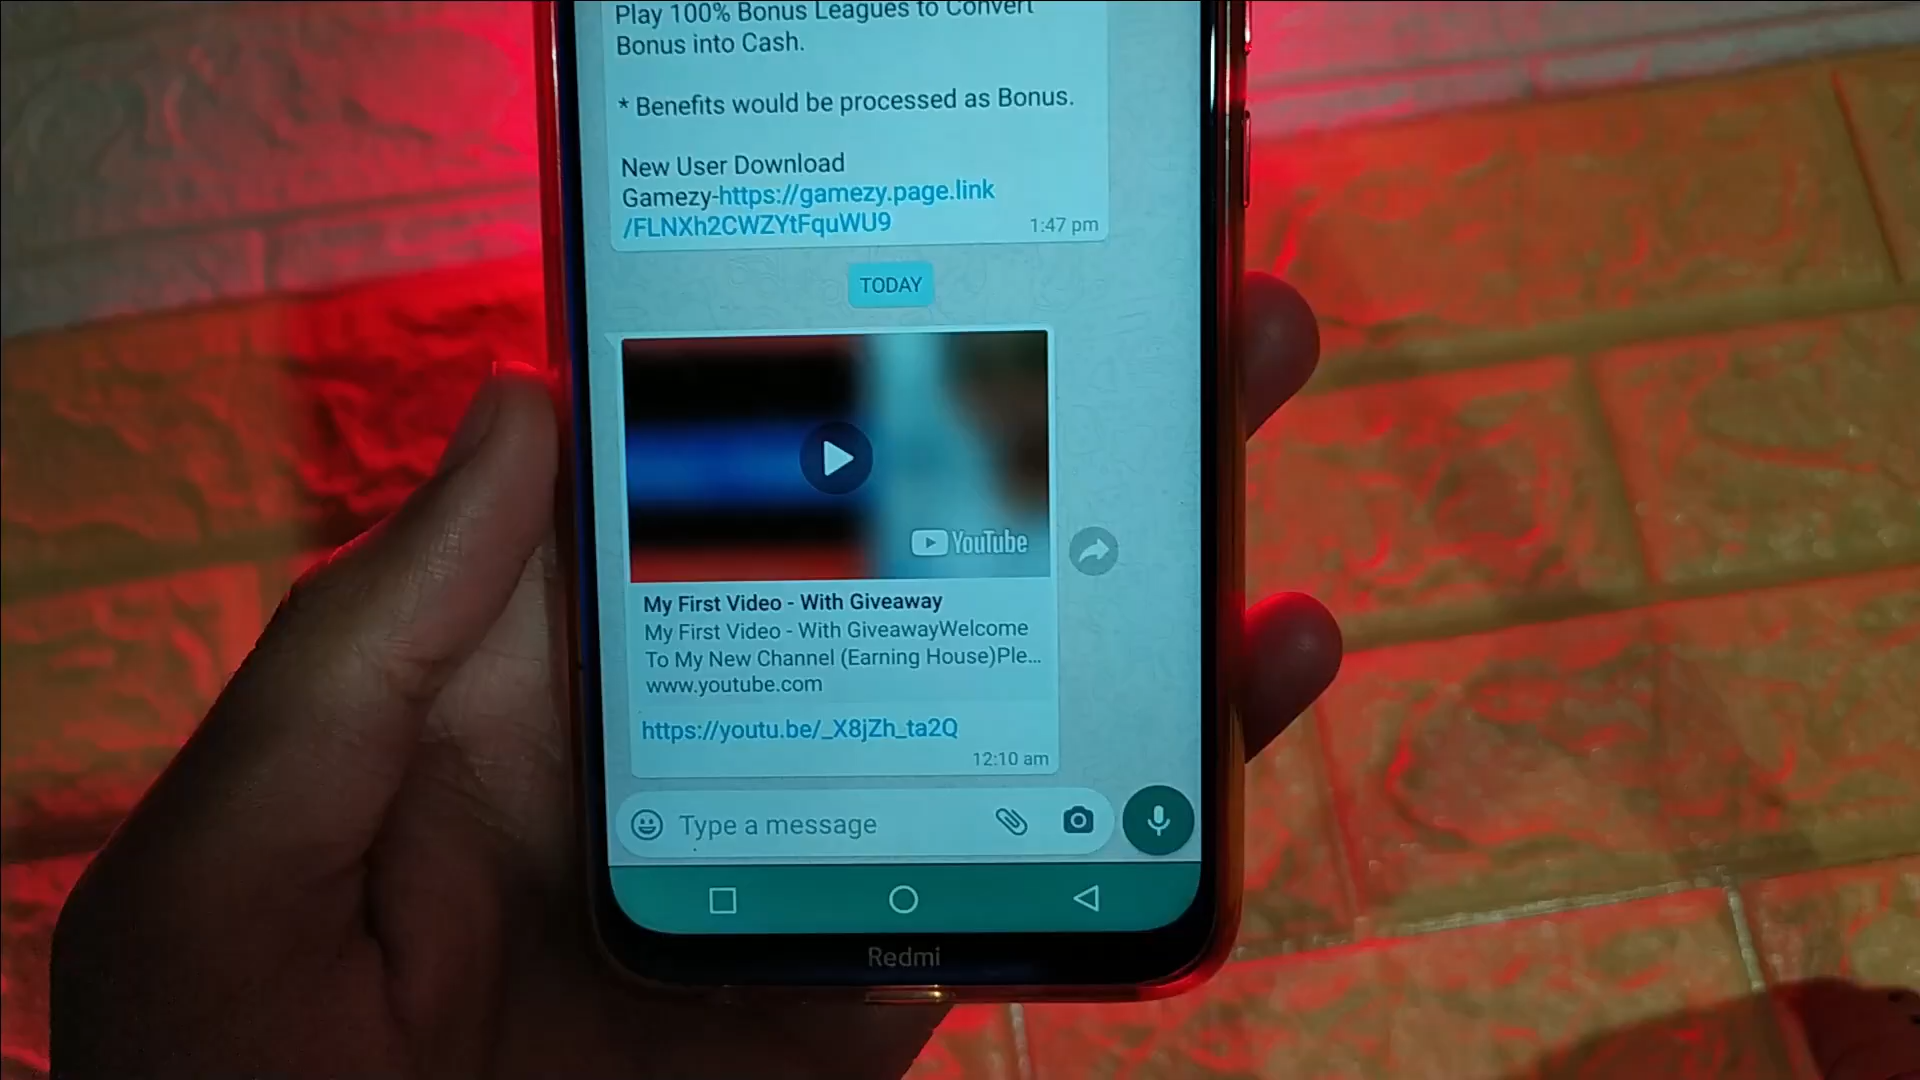 Play 100% Bonus Leagues to Convert
Bonus into Cash.
* Benefits would be processed as Bonus.
New User Download
Gamezy-https://gamezy.page.link
/FLNXh2CWZYtFquWU9
1:47 pm
TODAY
YouTube
My First Video - With Giveaway
My First Video - With GiveawayWelcome
To My New Channel (Earning House)Ple...
www.youtube.com
https://youtu.be/_X8jZh_ta2Q
12:10 am
Type a message
Redmi